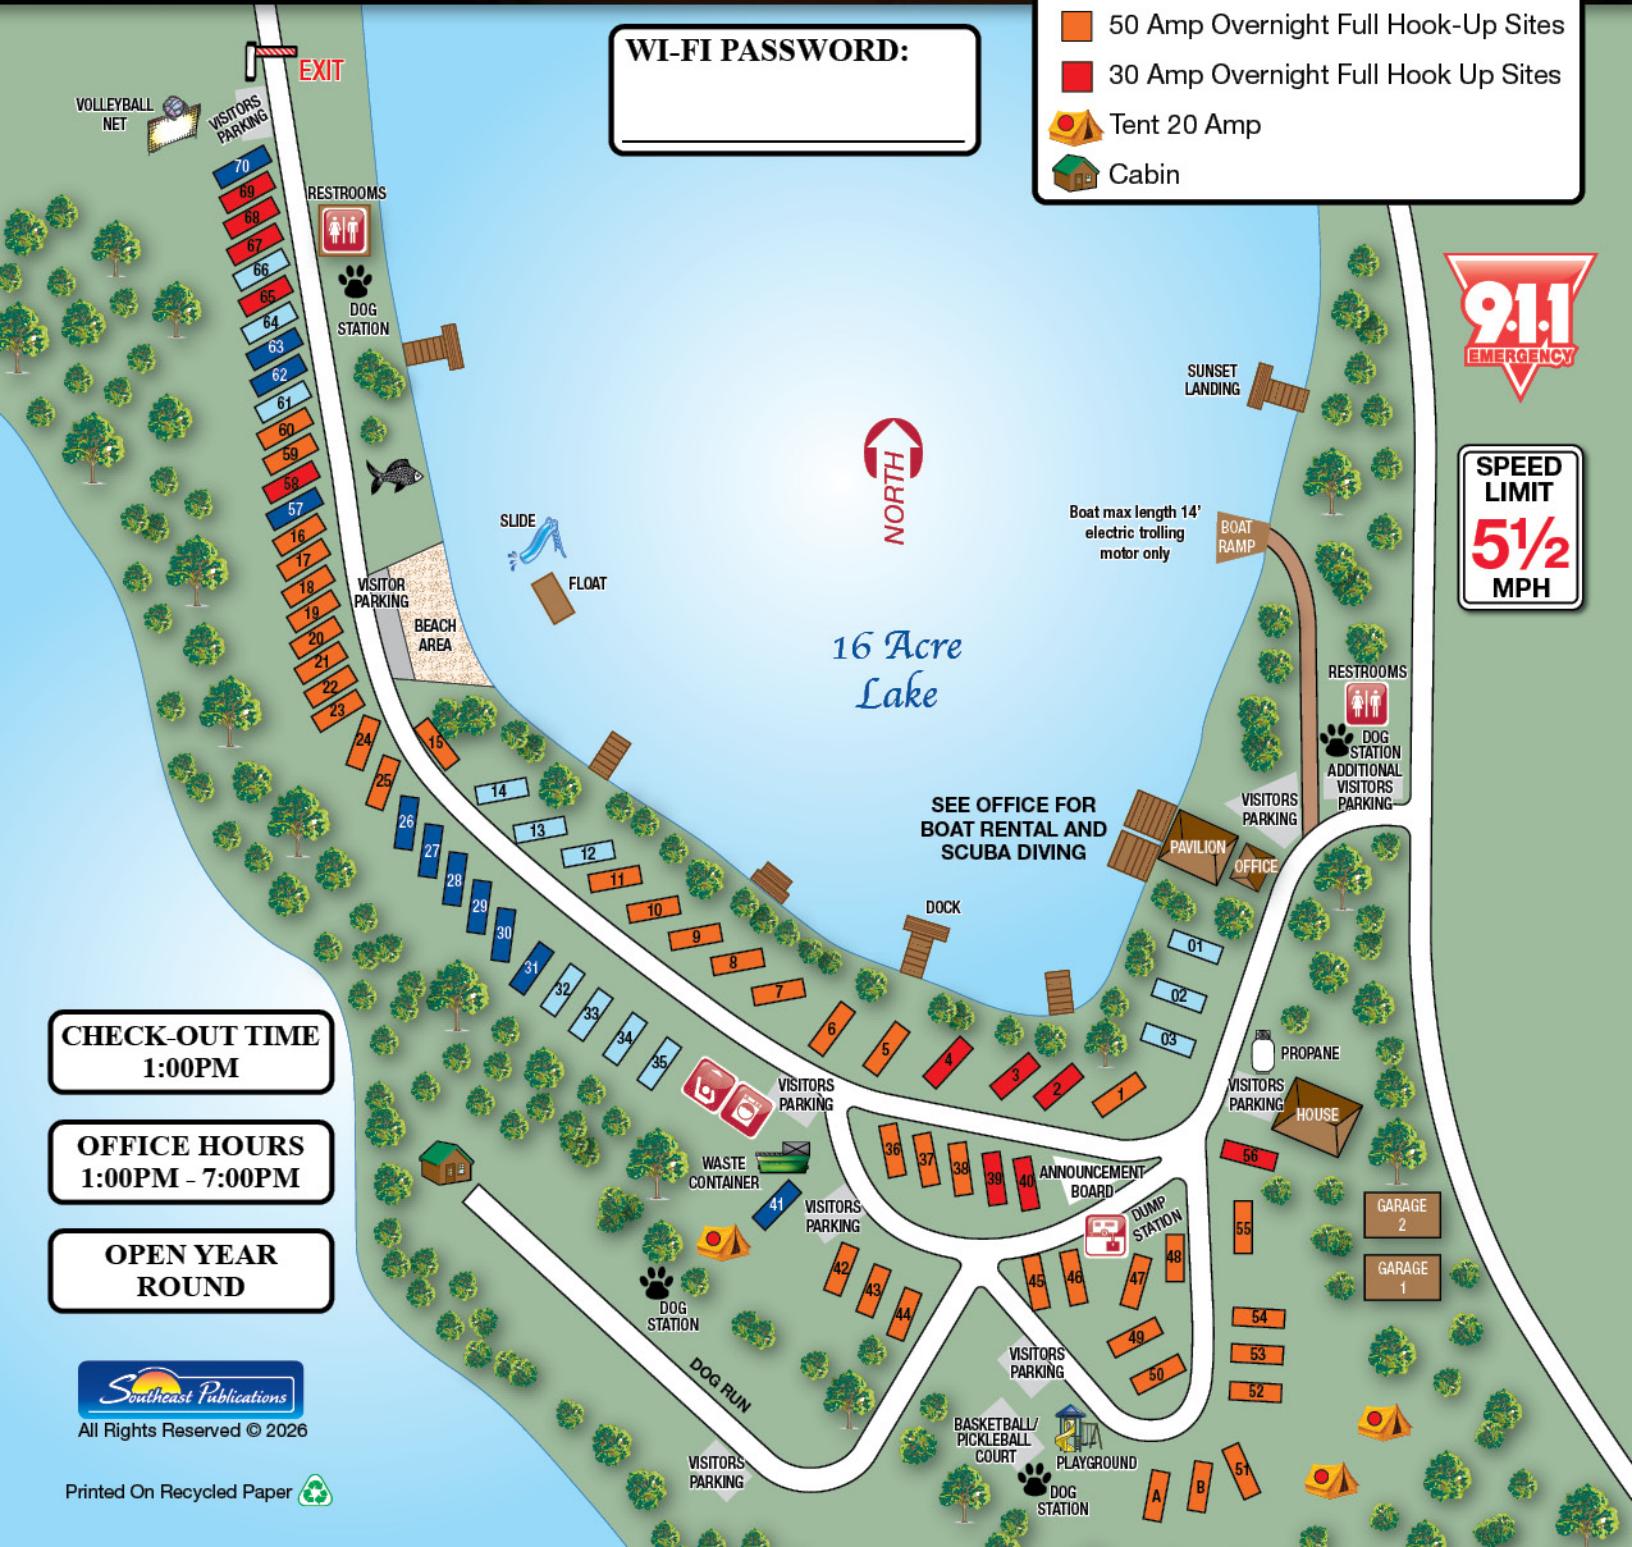 50 Amp Overnight Full Hook-Up Sites
30 Amp Overnight Full Hook Up Sites
Tent 20 Amp
Cabin
WI-FI PASSWORD:
EXIT
VOLLEYBALL
NET
VISITORS
PARKING
70
69
68
67
66
65
64
63
62
61
60
59
58
57
16
17
18
19
20
21
22
23
24
25
26
27
28
29
30
31
32
33
34
35
RESTROOMS
DOG
STATION
VISITOR
PARKING
BEACH
AREA
SLIDE
FLOAT
NORTH
16 Acre
Lake
SUNSET
LANDING
Boat max length 14'
electric trolling
motor only
BOAT
RAMP
9·1·1
EMERGENCY
SPEED
LIMIT
5½
MPH
RESTROOMS
DOG
STATION
ADDITIONAL
VISITORS
PARKING
VISITORS
PARKING
SEE OFFICE FOR
BOAT RENTAL AND
SCUBA DIVING
PAVILION
OFFICE
DOCK
15
14
13
12
11
10
9
8
7
6
5
4
3
2
1
01
02
03
PROPANE
VISITORS
PARKING
HOUSE
VISITORS
PARKING
WASTE
CONTAINER
41
VISITORS
PARKING
36
37
38
39
40
ANNOUNCEMENT
BOARD
DUMP
STATION
56
55
GARAGE
2
GARAGE
1
42
43
44
45
46
47
48
49
50
54
53
52
51
A
B
DOG
STATION
DOG RUN
VISITORS
PARKING
VISITORS
PARKING
BASKETBALL/
PICKLEBALL
COURT
PLAYGROUND
DOG
STATION
CHECK-OUT TIME
1:00PM
OFFICE HOURS
1:00PM - 7:00PM
OPEN YEAR
ROUND
Southeast Publications
All Rights Reserved © 2026
Printed On Recycled Paper